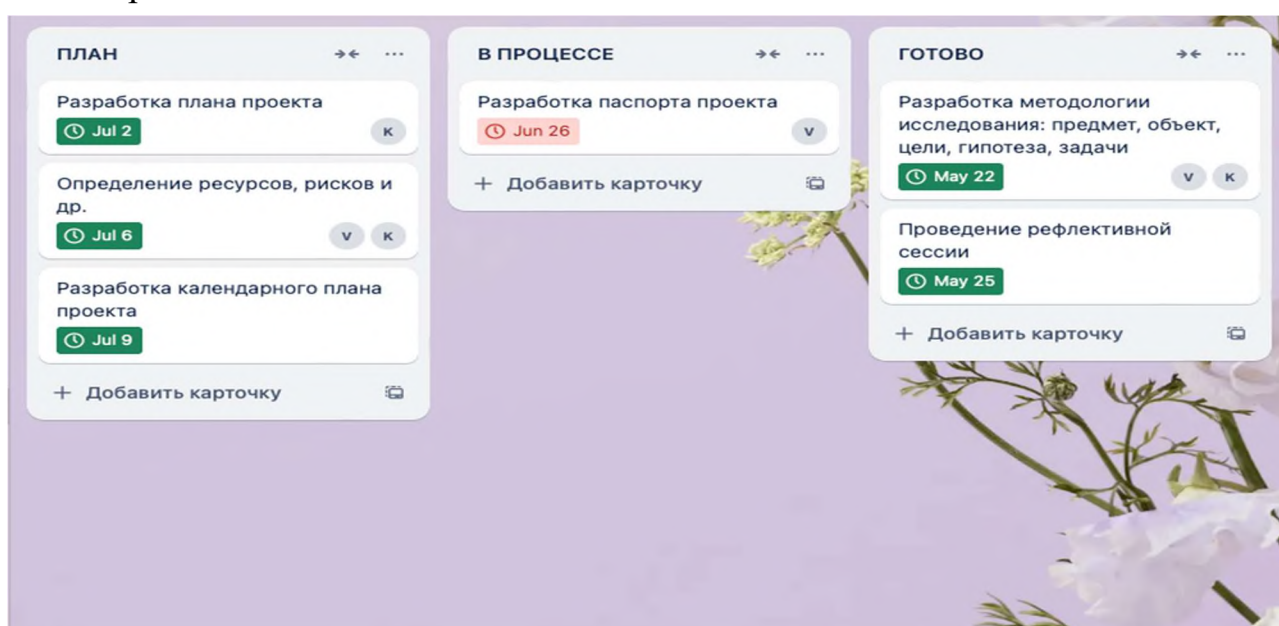 ПЛАН
Разработка плана проекта
Jul 2
K
Определение ресурсов, рисков и
др.
Jul 6
V K
Разработка календарного плана
проекта
Jul 9
+ Добавить карточку
В ПРОЦЕССЕ
Разработка паспорта проекта
Jun 26
V
+ Добавить карточку
ГОТОВО
Разработка методологии
исследования: предмет, объект,
цели, гипотеза, задачи
May 22
V K
Проведение рефлективной
сессии
May 25
+ Добавить карточку